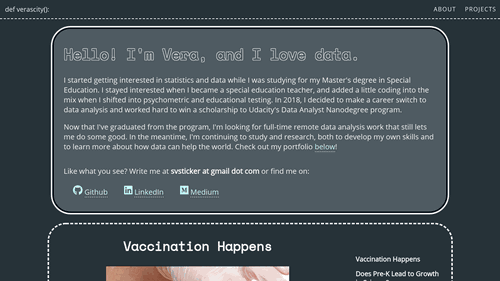 def verascity():
ABOUT PROJECTS
Hello! I'm Vera, and I love data.
I started getting interested in statistics and data while I was studying for my Master's degree in Special
Education. I stayed interested when I became a special education teacher, and added a little coding into the
mix when I shifted into psychometric and educational testing. In 2018, I decided to make a career switch to
data analysis and worked hard to win a scholarship to Udacity's Data Analyst Nanodegree program.
Now that I've graduated from the program, I'm looking for full-time remote data analysis work that still lets
me do some good. In the meantime, I'm continuing to study and research, both to develop my own skills and
to learn more about how data can help the world. Check out my portfolio below!
Like what you see? Write me at svsticker at gmail dot com or find me on:
Github LinkedIn Medium
Vaccination Happens
Vaccination Happens
Does Pre-K Lead to Growth